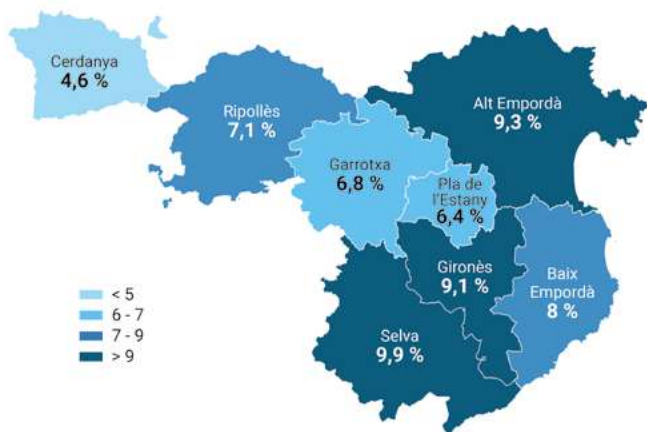 Cerdanya
4,6 %
Ripollès
7,1 %
Alt Empordà
9,3 %
Garrotxa
6,8 %
Pla de
l'Estany
6,4 %
Gironès
9,1 %
Baix
Empordà
8 %
Selva
9,9 %
< 5
6 - 7
7 - 9
> 9